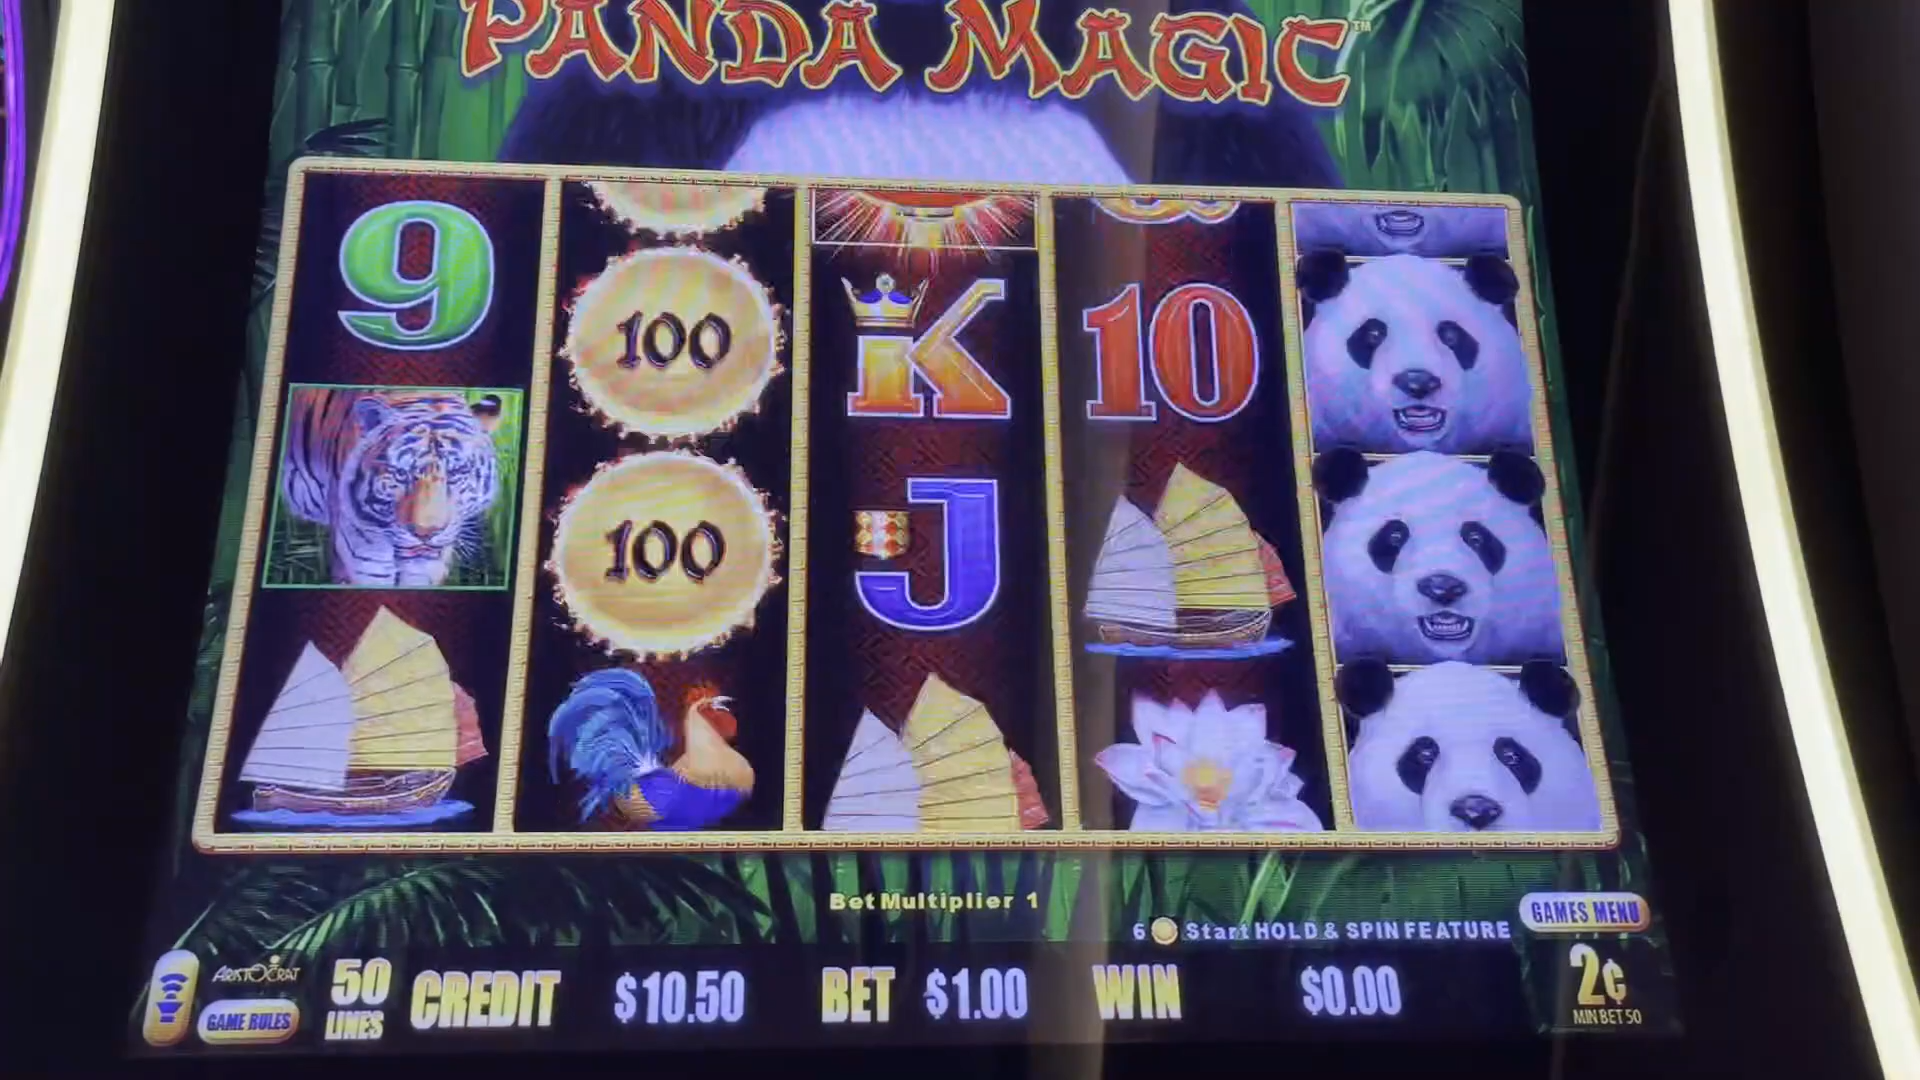 PANDA MAGIC™
9
100
K
10
100
J
Bet Multiplier 1
6 Start HOLD & SPIN FEATURE
GAMES MENU
ARISTOCRAT
GAME RULES
50 LINES
CREDIT $10.50
BET $1.00
WIN $0.00
2¢
MIN BET 50